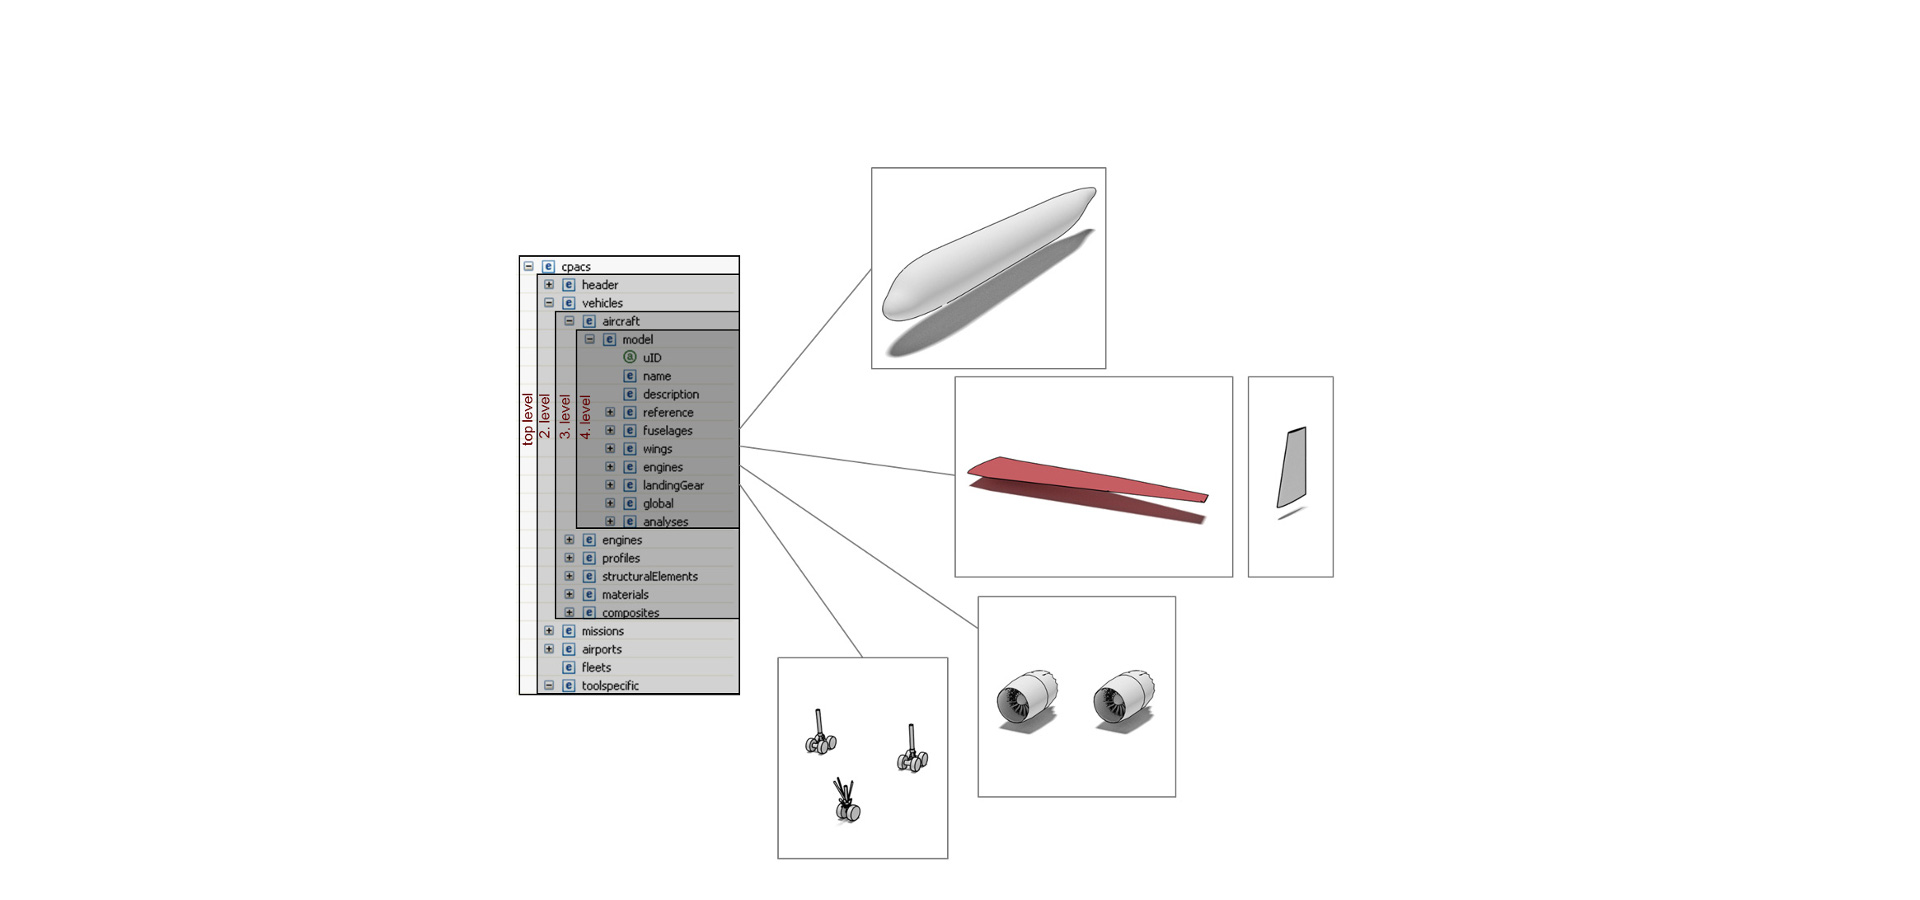 cpacs
header
vehicles
aircraft
model
uID
name
description
reference
fuselages
wings
engines
landingGear
global
analyses
engines
profiles
structuralElements
materials
composites
missions
airports
fleets
toolspecific
top level
2. level
3. level
4. level